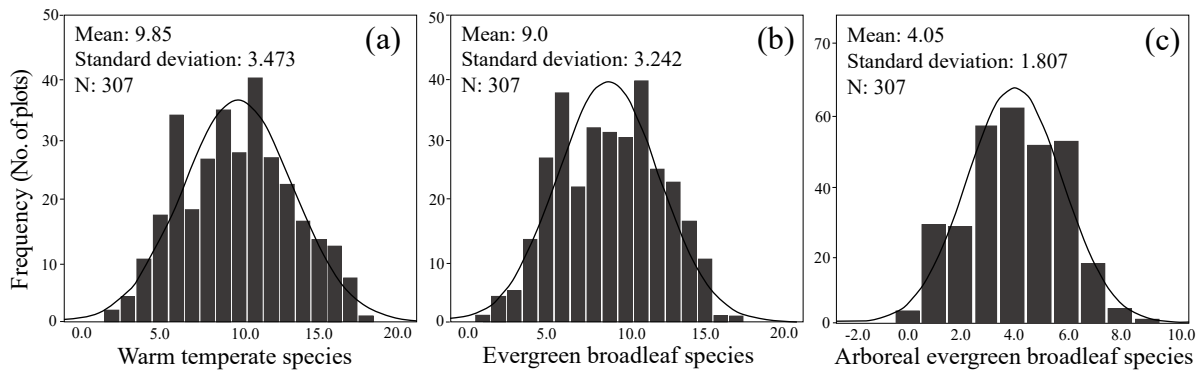 Frequency (No. of plots)
50
40
30
20
10
0
Mean: 9.85
Standard deviation: 3.473
N: 307
(a)
0.0 5.0 10.0 15.0 20.0
Warm temperate species
50
40
30
20
10
0
Mean: 9.0
Standard deviation: 3.242
N: 307
(b)
0.0 5.0 10.0 15.0 20.0
Evergreen broadleaf species
70
60
40
20
0
Mean: 4.05
Standard deviation: 1.807
N: 307
(c)
-2.0 0.0 2.0 4.0 6.0 8.0 10.0
Arboreal evergreen broadleaf species